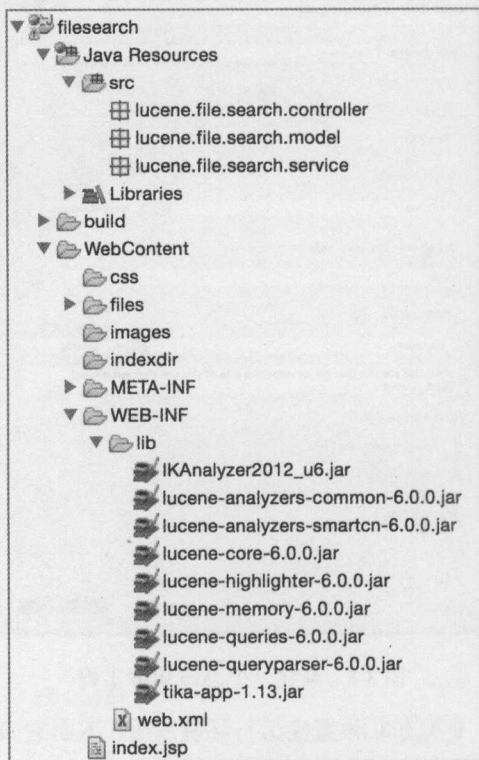 filesearch
Java Resources
src
lucene.file.search.controller
lucene.file.search.model
lucene.file.search.service
Libraries
build
WebContent
css
files
images
indexdir
META-INF
WEB-INF
lib
IKAnalyzer2012_u6.jar
lucene-analyzers-common-6.0.0.jar
lucene-analyzers-smartcn-6.0.0.jar
lucene-core-6.0.0.jar
lucene-highlighter-6.0.0.jar
lucene-memory-6.0.0.jar
lucene-queries-6.0.0.jar
lucene-queryparser-6.0.0.jar
tika-app-1.13.jar
web.xml
index.jsp